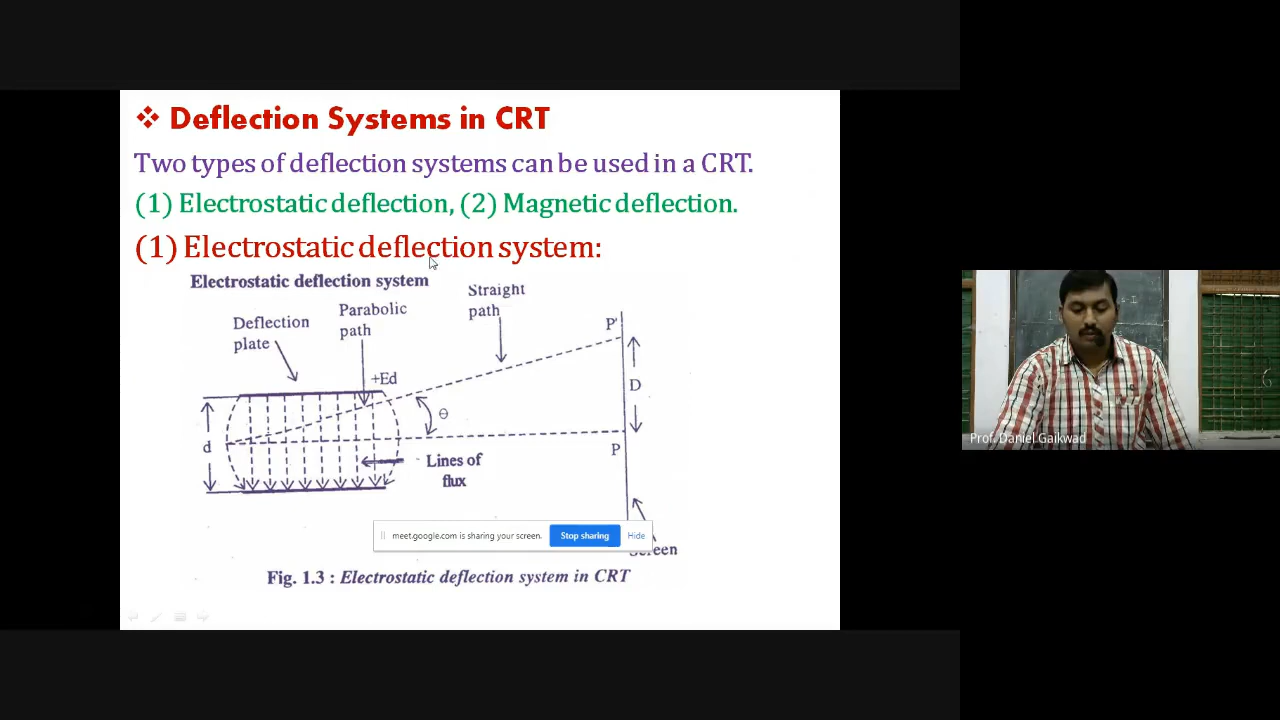 ❖ Deflection Systems in CRT
Two types of deflection systems can be used in a CRT.
(1) Electrostatic deflection, (2) Magnetic deflection.
(1) Electrostatic deflection system:
Electrostatic deflection system
Deflection
plate
Parabolic
path
Straight
path
P'
+Ed
D
θ
d
P
Lines of
flux
meet.google.com is sharing your screen.
Stop sharing
Hide
Screen
Fig. 1.3 : Electrostatic deflection system in CRT
Prof. Daniel Gaikwad